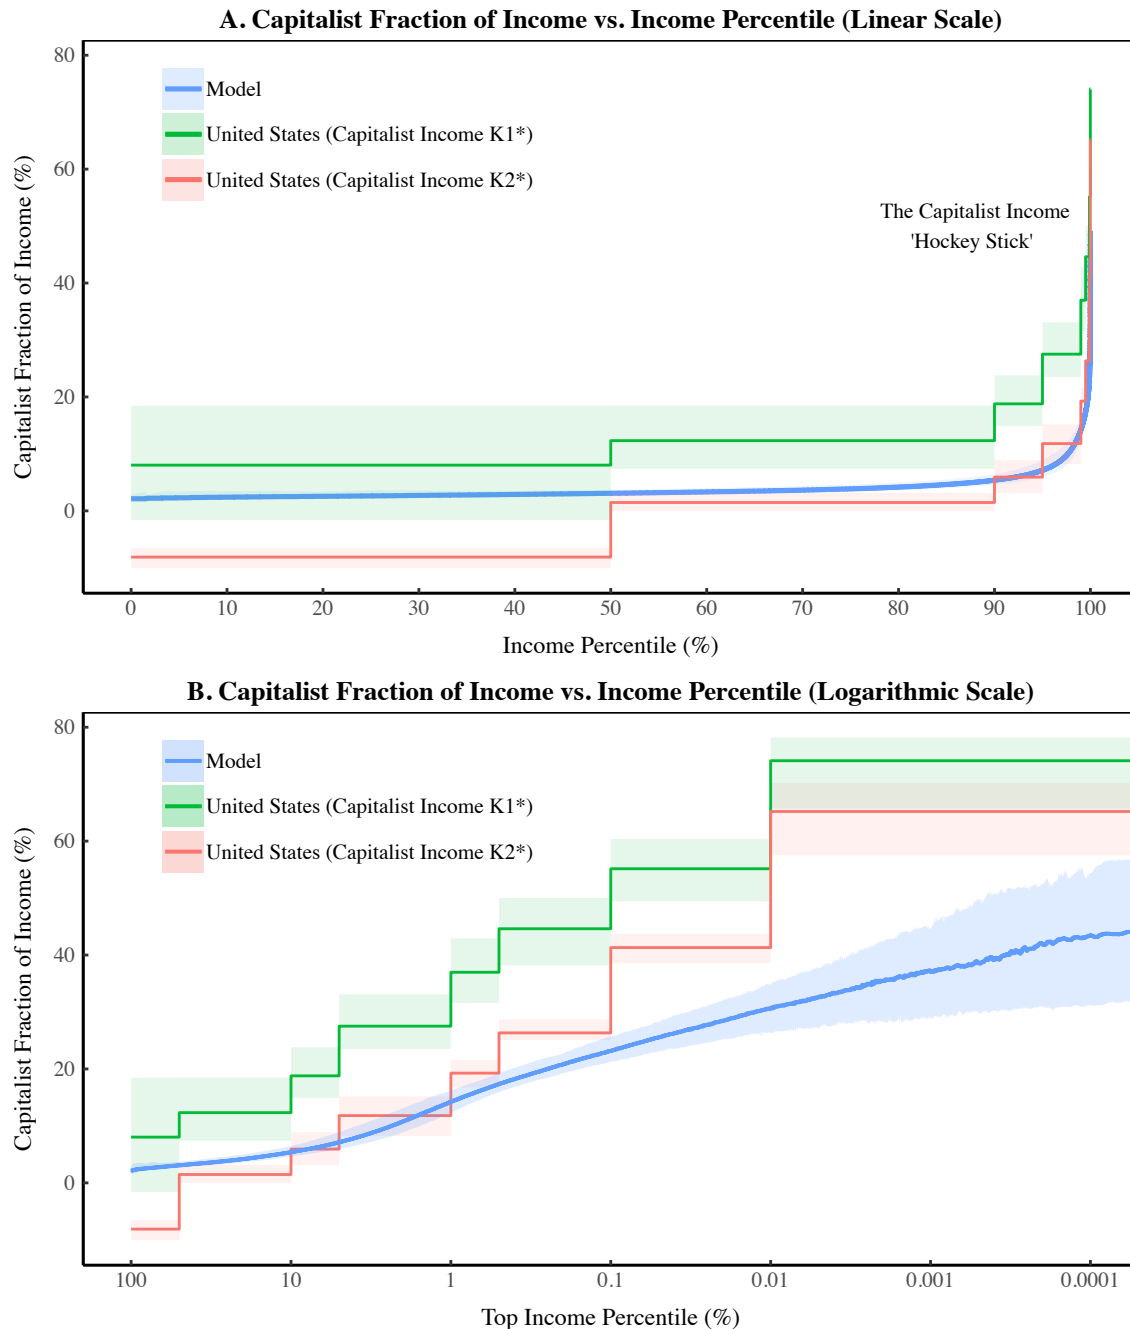 A. Capitalist Fraction of Income vs. Income Percentile (Linear Scale)
Capitalist Fraction of Income (%)
80
60
40
20
0
Model
United States (Capitalist Income K1*)
United States (Capitalist Income K2*)
The Capitalist Income
'Hockey Stick'
0 10 20 30 40 50 60 70 80 90 100
Income Percentile (%)
B. Capitalist Fraction of Income vs. Income Percentile (Logarithmic Scale)
Capitalist Fraction of Income (%)
80
60
40
20
0
Model
United States (Capitalist Income K1*)
United States (Capitalist Income K2*)
100 10 1 0.1 0.01 0.001 0.0001
Top Income Percentile (%)